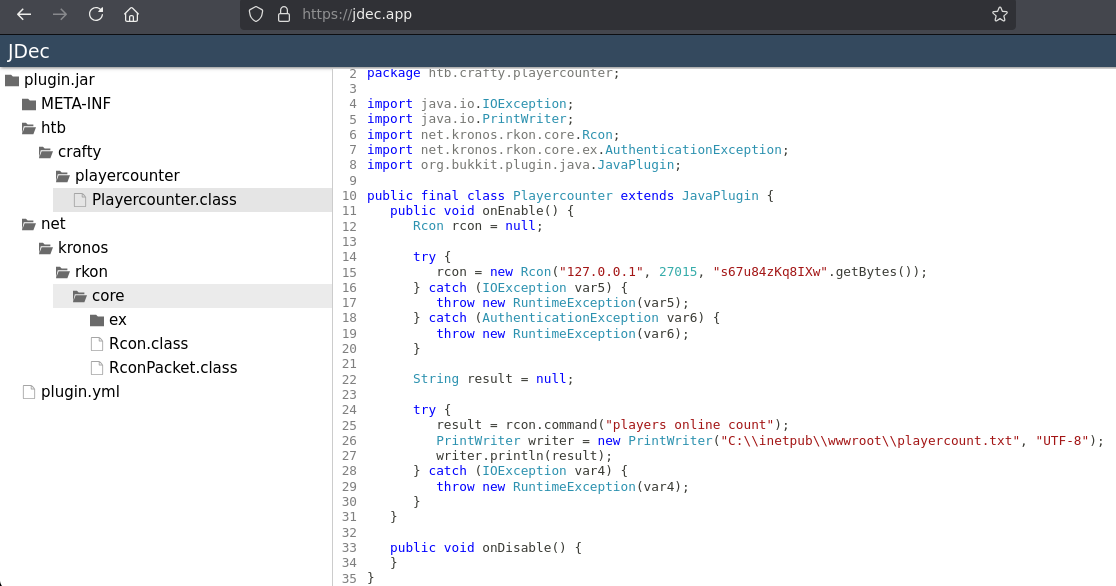 https://jdec.app
JDec
plugin.jar
META-INF
htb
crafty
playercounter
Playercounter.class
net
kronos
rkon
core
ex
Rcon.class
RconPacket.class
plugin.yml
2 package htb.crafty.playercounter;
3
4 import java.io.IOException;
5 import java.io.PrintWriter;
6 import net.kronos.rkon.core.Rcon;
7 import net.kronos.rkon.core.ex.AuthenticationException;
8 import org.bukkit.plugin.java.JavaPlugin;
9
10 public final class Playercounter extends JavaPlugin {
11    public void onEnable() {
12       Rcon rcon = null;
13
14       try {
15          rcon = new Rcon("127.0.0.1", 27015, "s67u84zKq8IXw".getBytes());
16       } catch (IOException var5) {
17          throw new RuntimeException(var5);
18       } catch (AuthenticationException var6) {
19          throw new RuntimeException(var6);
20       }
21
22       String result = null;
23
24       try {
25          result = rcon.command("players online count");
26          PrintWriter writer = new PrintWriter("C:\\inetpub\\wwwroot\\playercount.txt", "UTF-8");
27          writer.println(result);
28       } catch (IOException var4) {
29          throw new RuntimeException(var4);
30       }
31    }
32
33    public void onDisable() {
34    }
35 }